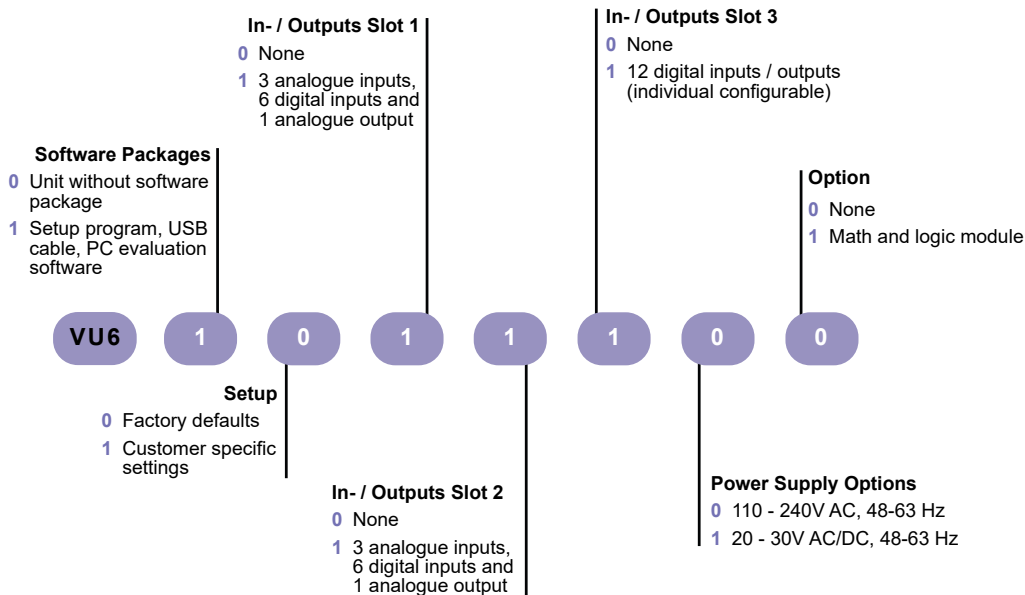 In- / Outputs Slot 1
0 None
1 3 analogue inputs,
6 digital inputs and
1 analogue output
In- / Outputs Slot 3
0 None
1 12 digital inputs / outputs
(individual configurable)
Software Packages
0 Unit without software
package
1 Setup program, USB
cable, PC evaluation
software
Option
0 None
1 Math and logic module
VU6 1 0 1 1 1 0 0
Setup
0 Factory defaults
1 Customer specific
settings
In- / Outputs Slot 2
0 None
1 3 analogue inputs,
6 digital inputs and
1 analogue output
Power Supply Options
0 110 - 240V AC, 48-63 Hz
1 20 - 30V AC/DC, 48-63 Hz